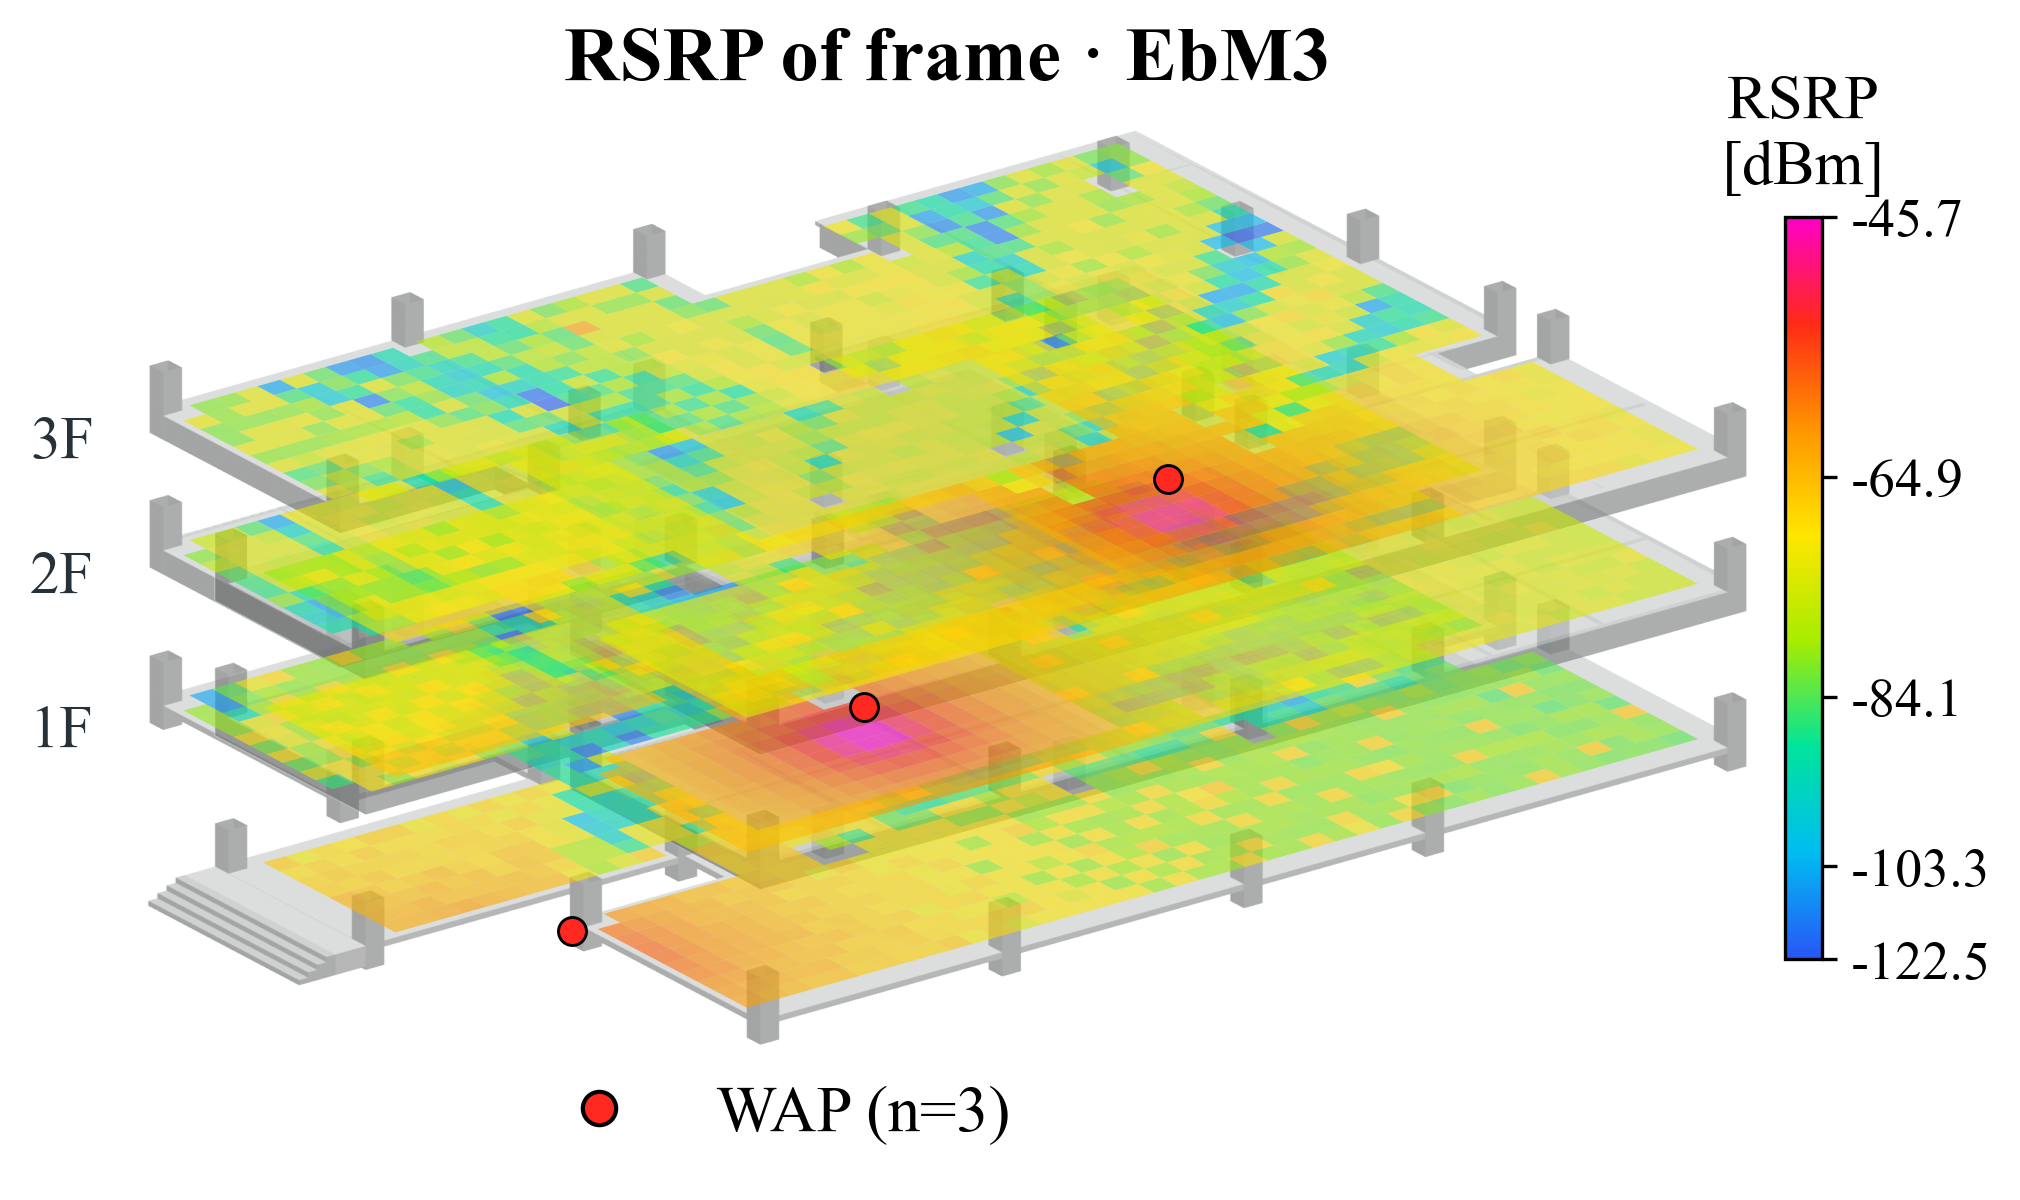 RSRP of frame · EbM3
RSRP
[dBm]
-45.7
-64.9
-84.1
-103.3
-122.5
3F
2F
1F
WAP (n=3)